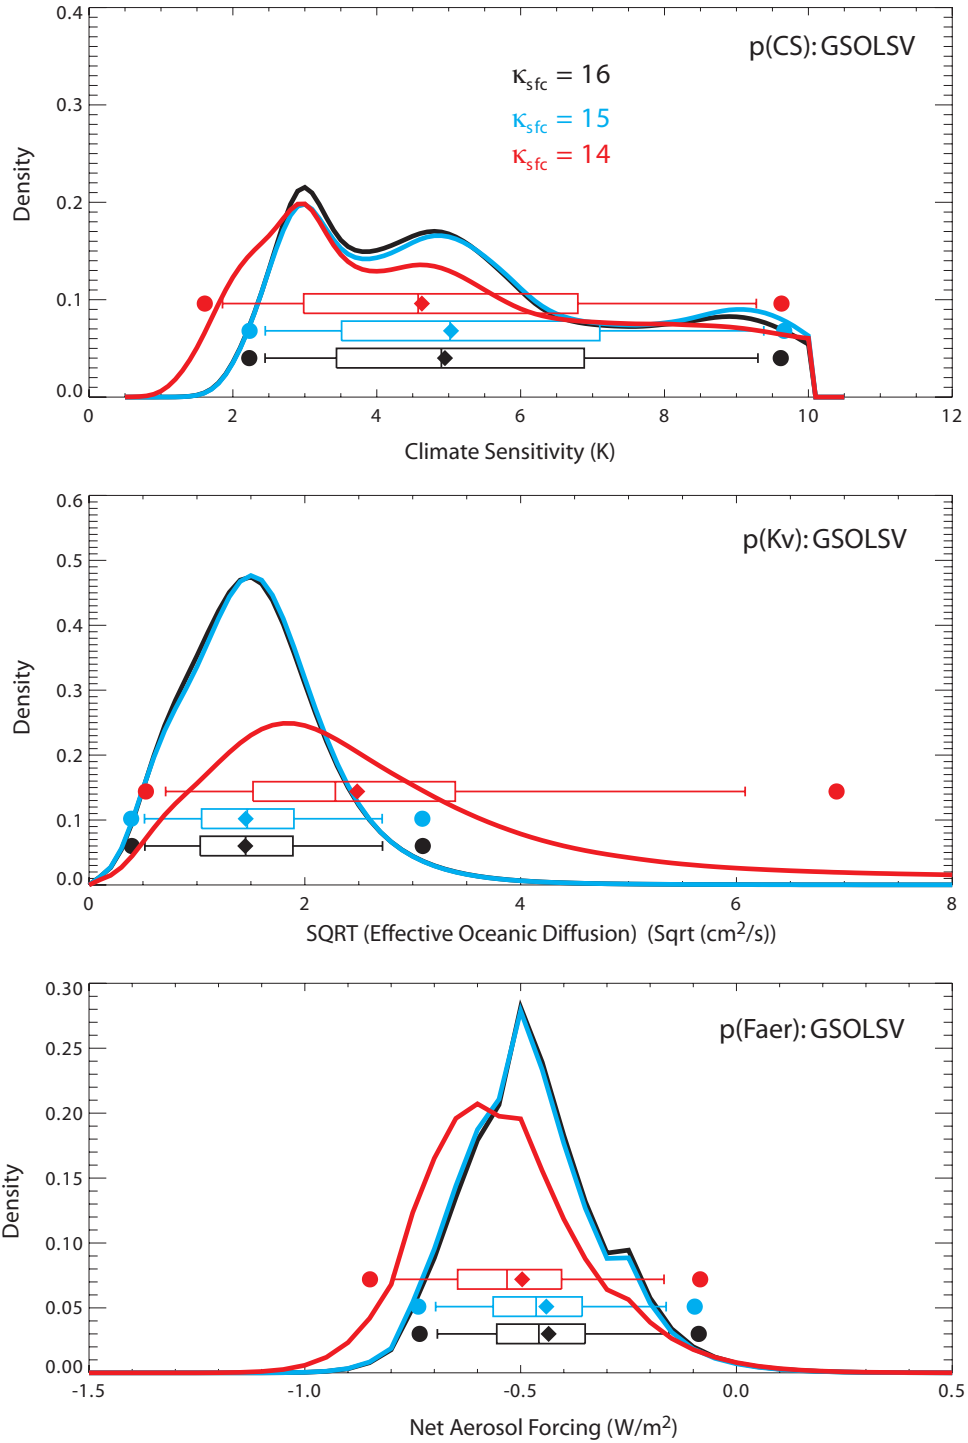 0.4
p(CS): GSOLSV
κsfc = 16
0.3
κsfc = 15
κsfc = 14
Density
0.2
0.1
0.0
0 2 4 6 8 10 12
Climate Sensitivity (K)
0.6
p(Kv): GSOLSV
0.5
0.4
Density
0.3
0.2
0.1
0.0
0 2 4 6 8
SQRT (Effective Oceanic Diffusion) (Sqrt (cm²/s))
0.30
p(Faer): GSOLSV
0.25
0.20
Density
0.15
0.10
0.05
0.00
-1.5 -1.0 -0.5 0.0 0.5
Net Aerosol Forcing (W/m²)